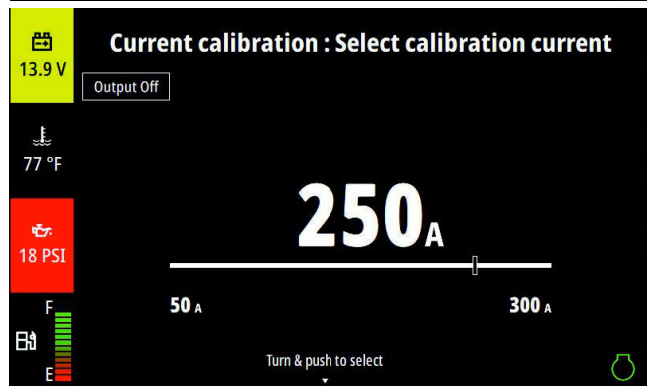 Current calibration : Select calibration current
13.9 V
Output Off
77 °F
250A
18 PSI
50 A
300 A
F
Turn & push to select
E